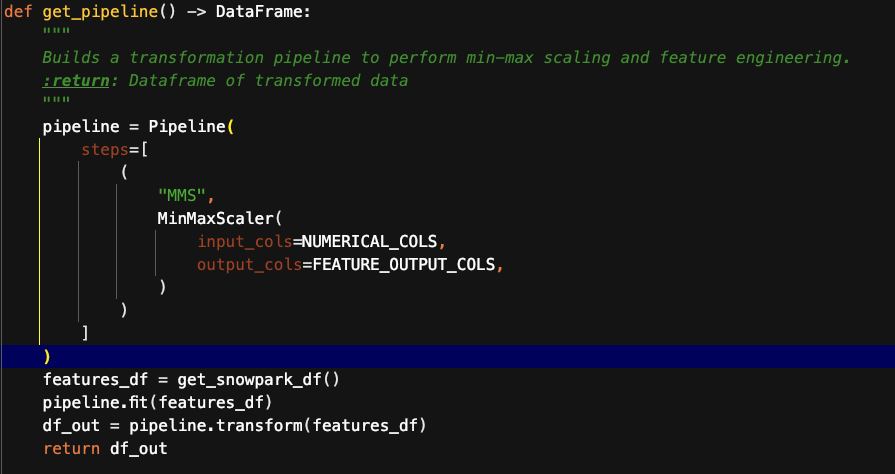 def get_pipeline() -> DataFrame:
    """
    Builds a transformation pipeline to perform min-max scaling and feature engineering.
    :return: Dataframe of transformed data
    """
    pipeline = Pipeline(
        steps=[
            (
                "MMS",
                MinMaxScaler(
                    input_cols=NUMERICAL_COLS,
                    output_cols=FEATURE_OUTPUT_COLS,
                )
            )
        ]
    )
    features_df = get_snowpark_df()
    pipeline.fit(features_df)
    df_out = pipeline.transform(features_df)
    return df_out